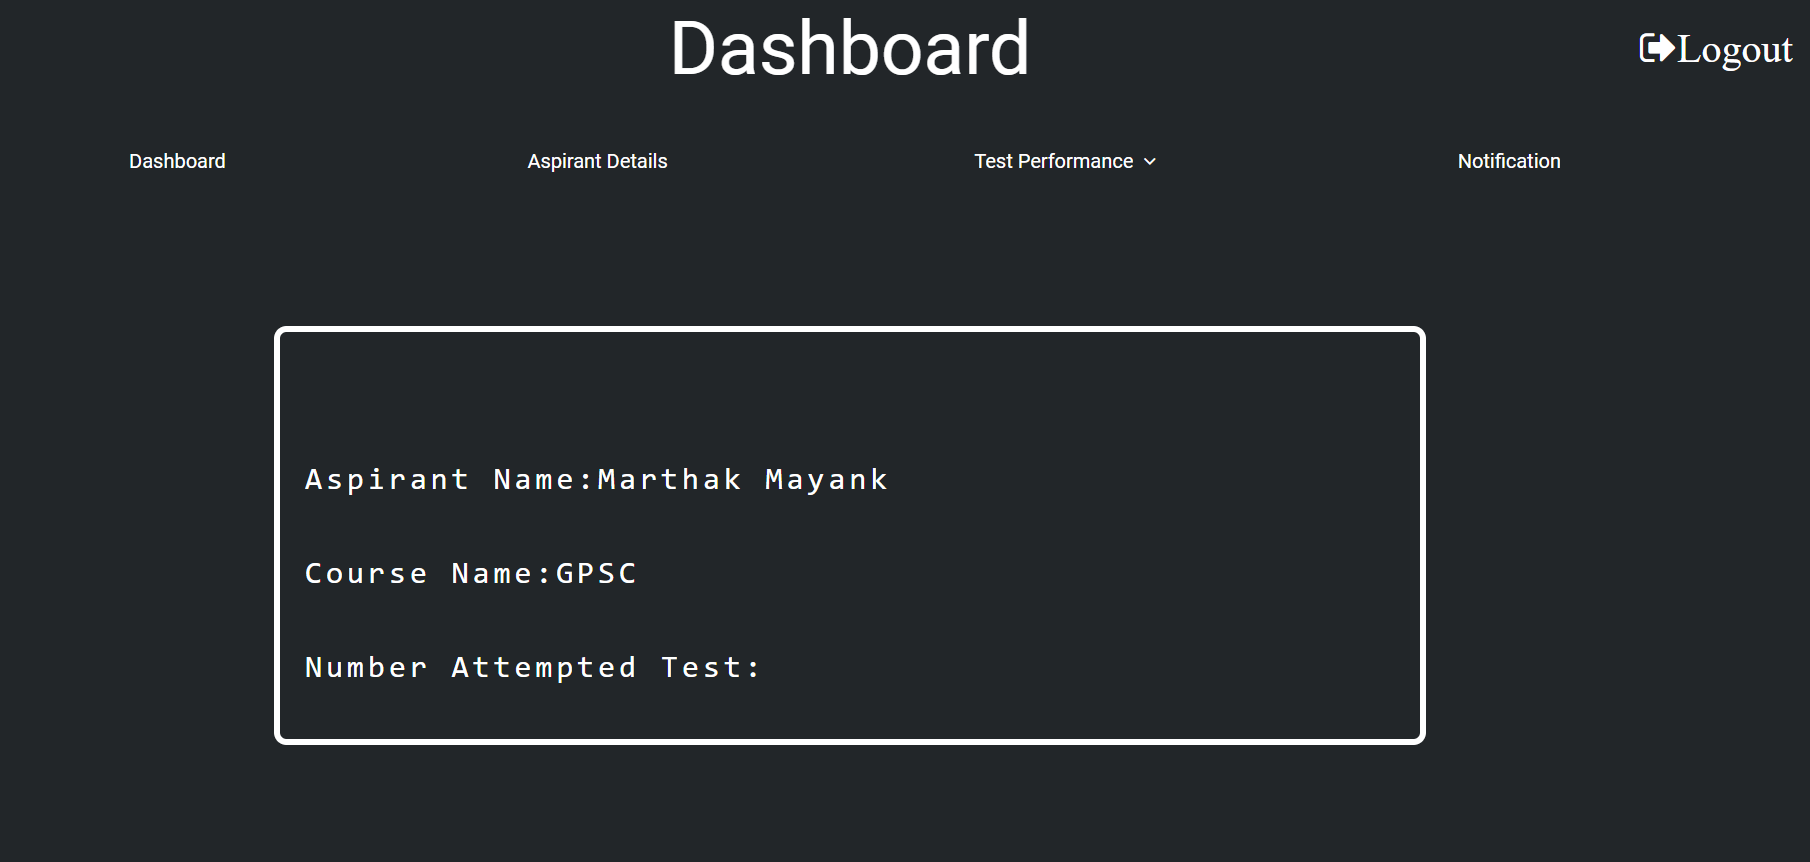 Dashboard
Logout
Dashboard
Aspirant Details
Test Performance
Notification
Aspirant Name:Marthak Mayank
Course Name:GPSC
Number Attempted Test: